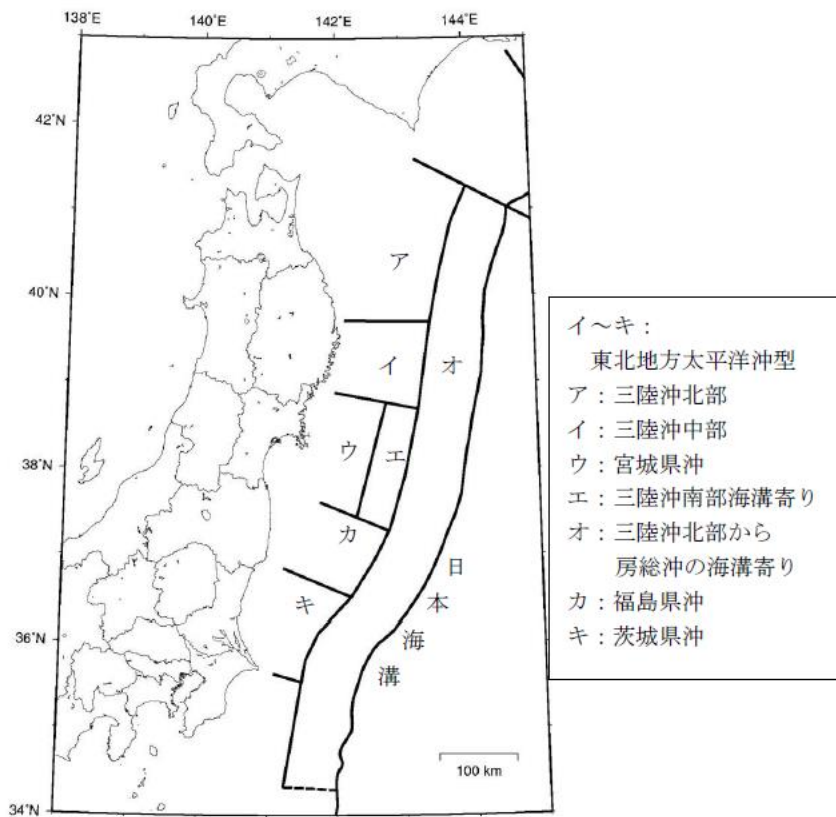 138°E
140°E
142°E
144°E
42°N
40°N
38°N
36°N
34°N
ア
イ
オ
ウ
エ
カ
キ
日本海溝
100 km
イ～キ：
東北地方太平洋沖型
ア：三陸沖北部
イ：三陸沖中部
ウ：宮城県沖
エ：三陸沖南部海溝寄り
オ：三陸沖北部から
房総沖の海溝寄り
カ：福島県沖
キ：茨城県沖